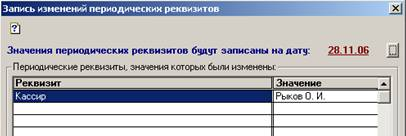 Запись изменений периодических реквизитов
Значения периодических реквизитов будут записаны на дату: 28.11.06
Периодические реквизиты, значения которых были изменены:
Реквизит Значение
Кассир Рыков О. И.